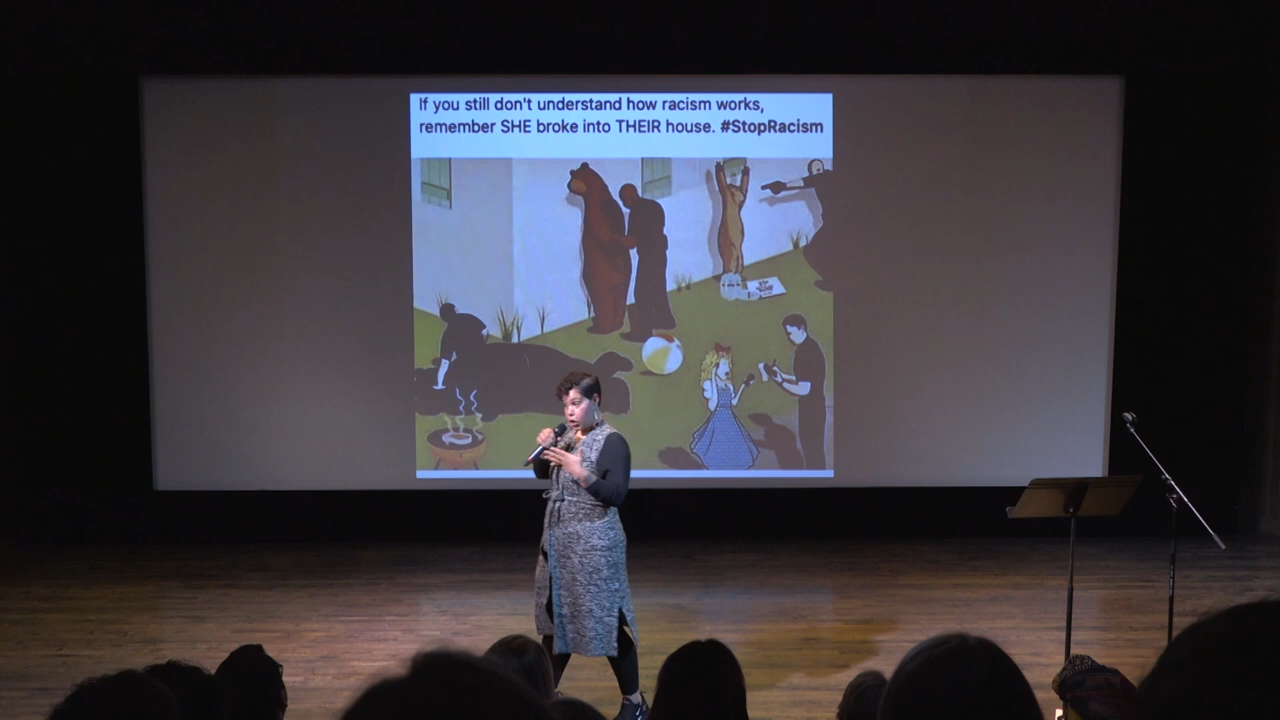 If you still don't understand how racism works,
remember SHE broke into THEIR house. #StopRacism